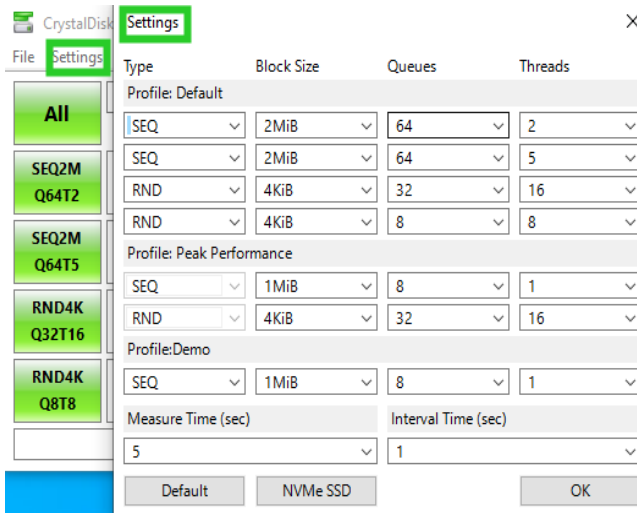 CrystalDisk
File Settings
All
SEQ2M
Q64T2
SEQ2M
Q64T5
RND4K
Q32T16
RND4K
Q8T8
Settings
Type Block Size Queues Threads
Profile: Default
SEQ 2MiB 64 2
SEQ 2MiB 64 5
RND 4KiB 32 16
RND 4KiB 8 8
Profile: Peak Performance
SEQ 1MiB 8 1
RND 4KiB 32 16
Profile:Demo
SEQ 1MiB 8 1
Measure Time (sec) Interval Time (sec)
5 1
Default NVMe SSD OK